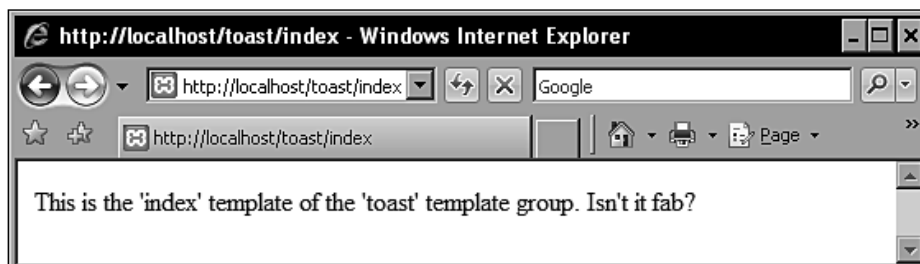 http://localhost/toast/index - Windows Internet Explorer
http://localhost/toast/index
Google
http://localhost/toast/index
Page
This is the 'index' template of the 'toast' template group. Isn't it fab?